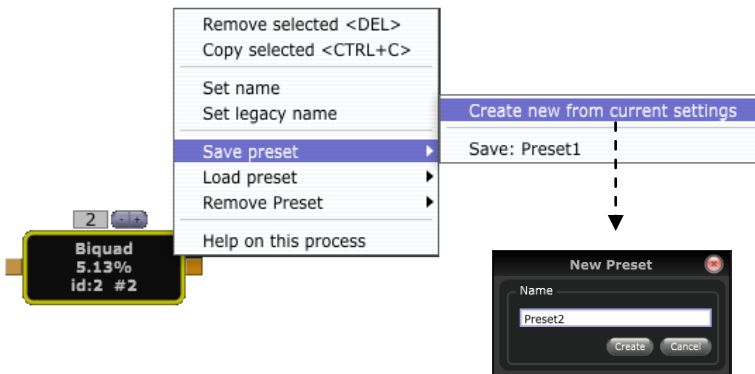 Remove selected <DEL>
Copy selected <CTRL+C>
Set name
Set legacy name
Save preset
Load preset
Remove Preset
Help on this process
Create new from current settings
Save: Preset1
2 - +
Biquad
5.13%
id:2 #2
New Preset
Name
Preset2
Create Cancel